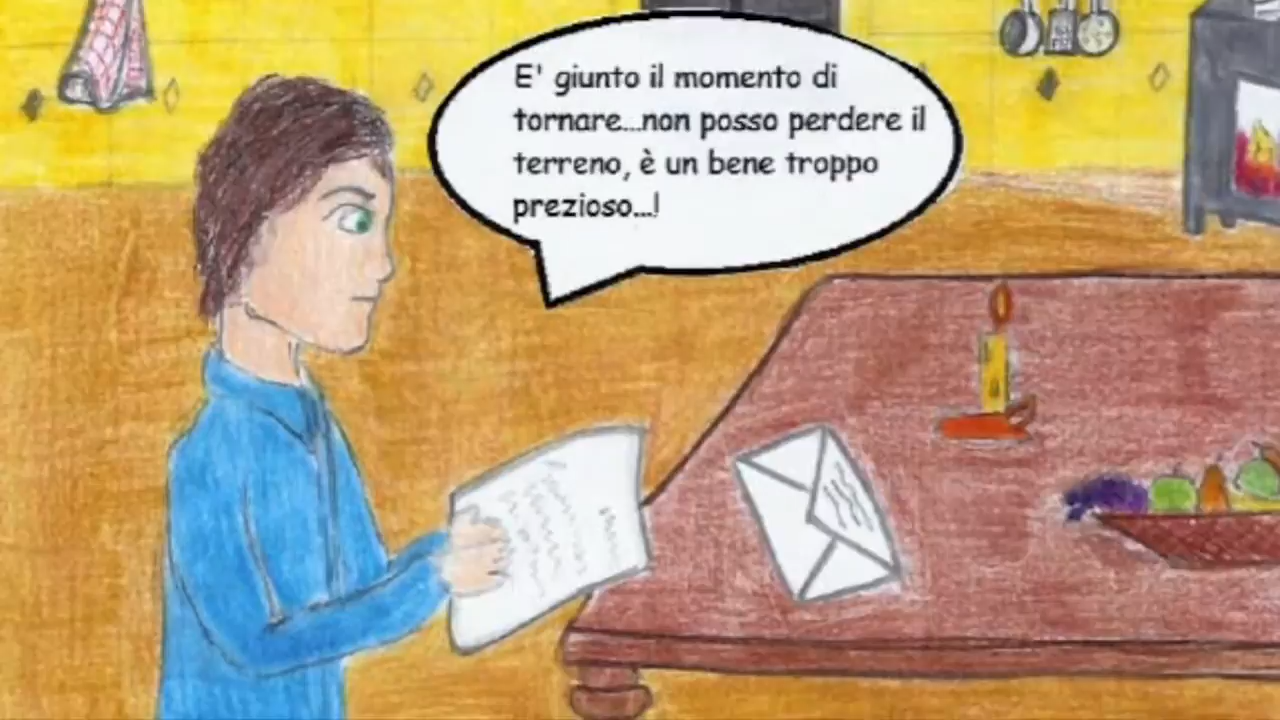 E' giunto il momento di
tornare...non posso perdere il
terreno, è un bene troppo
prezioso...!